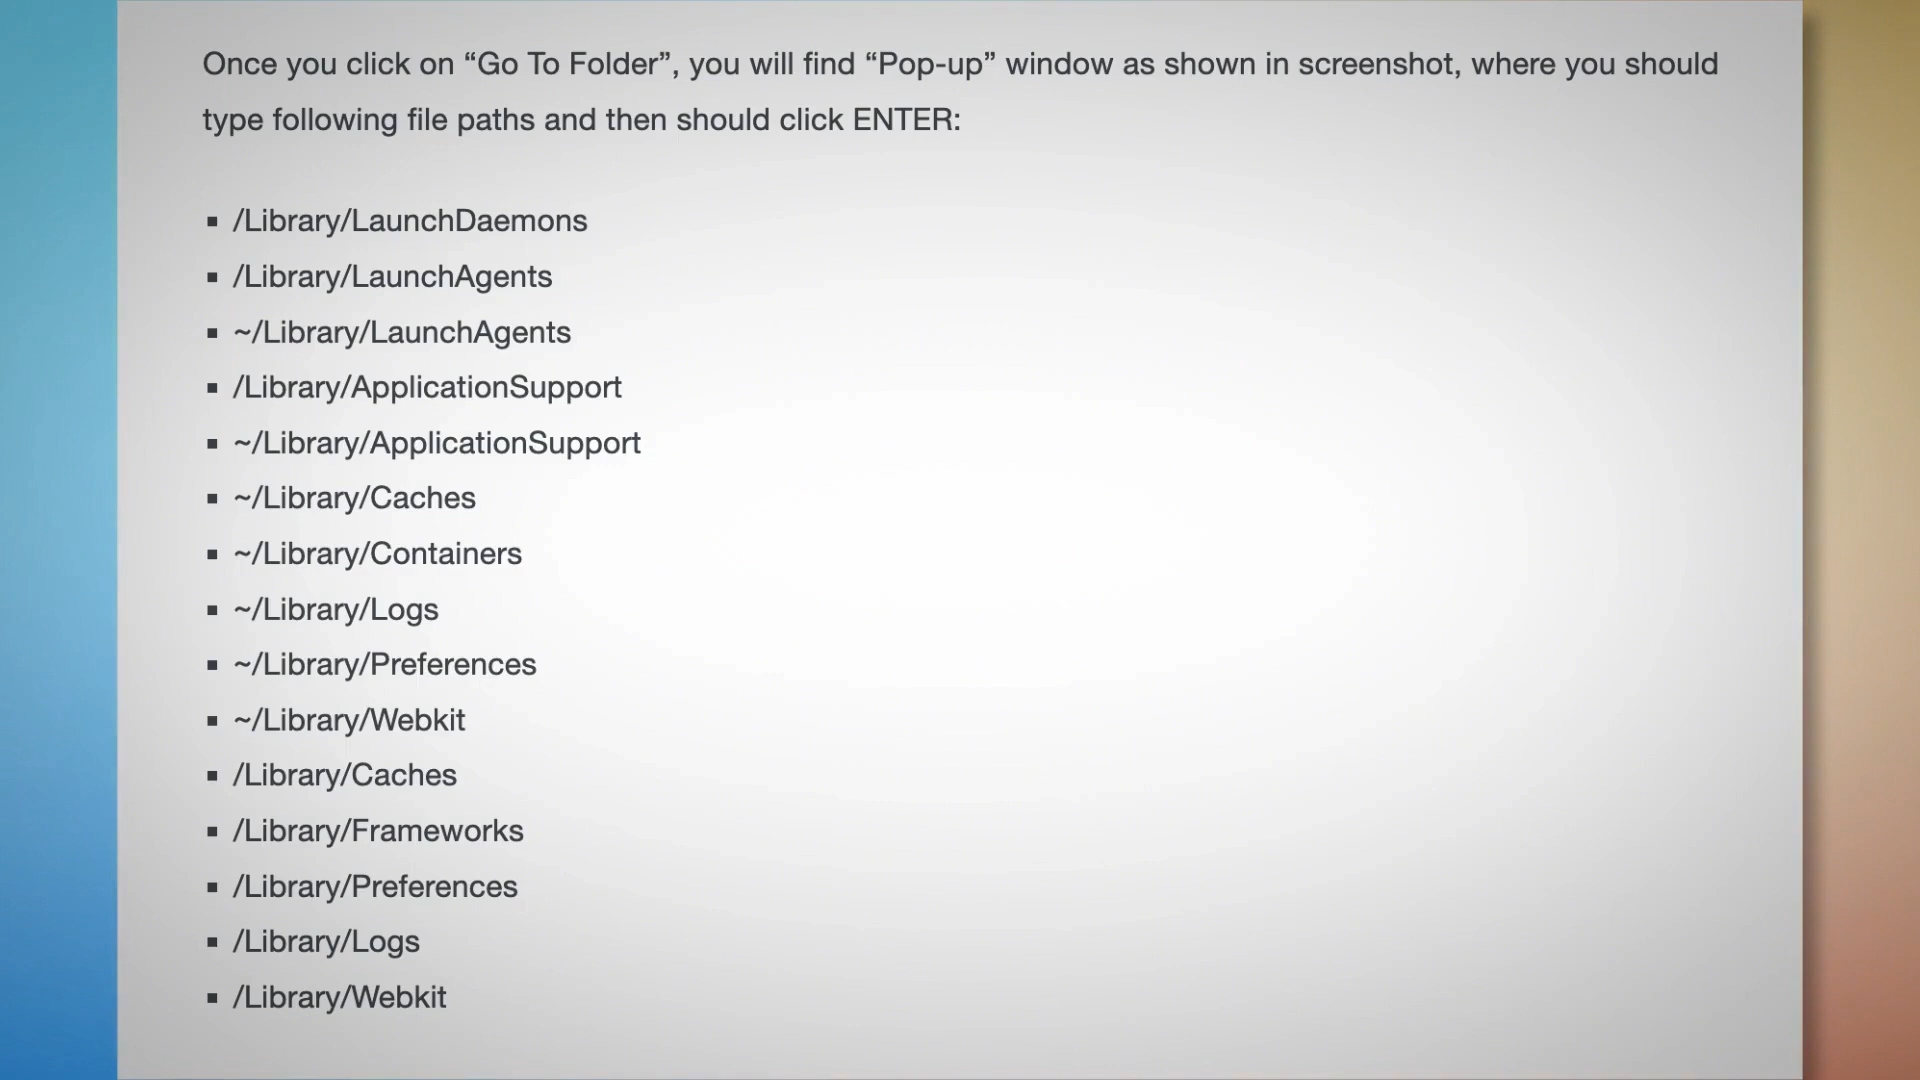 Once you click on “Go To Folder”, you will find “Pop-up” window as shown in screenshot, where you should
type following file paths and then should click ENTER:
▪ /Library/LaunchDaemons
▪ /Library/LaunchAgents
▪ ~/Library/LaunchAgents
▪ /Library/ApplicationSupport
▪ ~/Library/ApplicationSupport
▪ ~/Library/Caches
▪ ~/Library/Containers
▪ ~/Library/Logs
▪ ~/Library/Preferences
▪ ~/Library/Webkit
▪ /Library/Caches
▪ /Library/Frameworks
▪ /Library/Preferences
▪ /Library/Logs
▪ /Library/Webkit